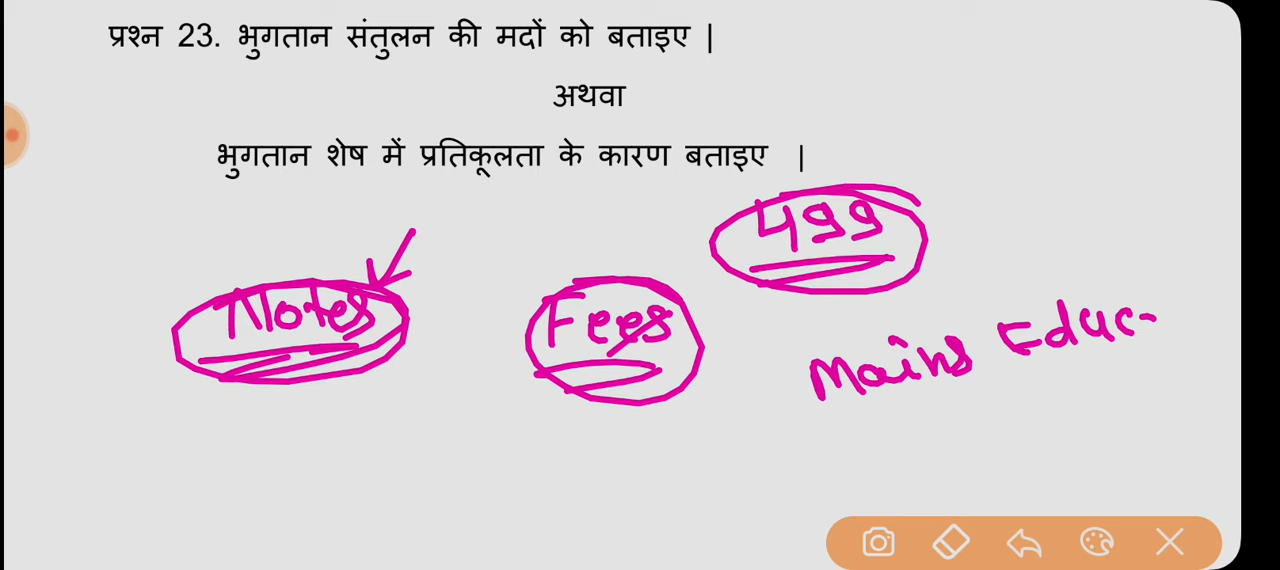 प्रश्न 23. भुगतान संतुलन की मदों को बताइए |
अथवा
भुगतान शेष में प्रतिकूलता के कारण बताइए |
499
Notes Fees Mains Educ-